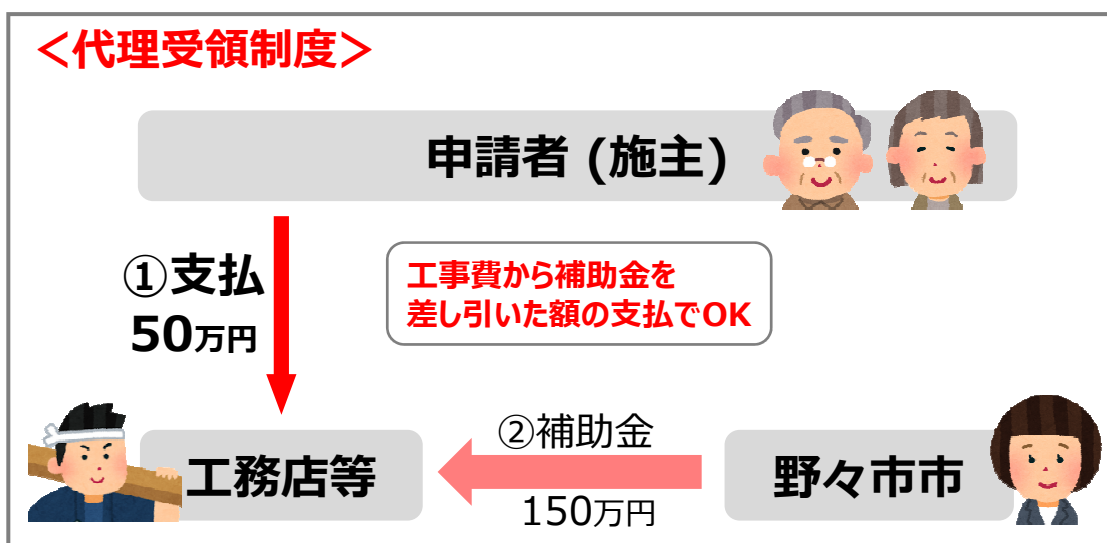 ＜代理受領制度＞
申請者 (施主)
①支払
50万円
工事費から補助金を
差し引いた額の支払でOK
②補助金
工務店等
野々市市
150万円